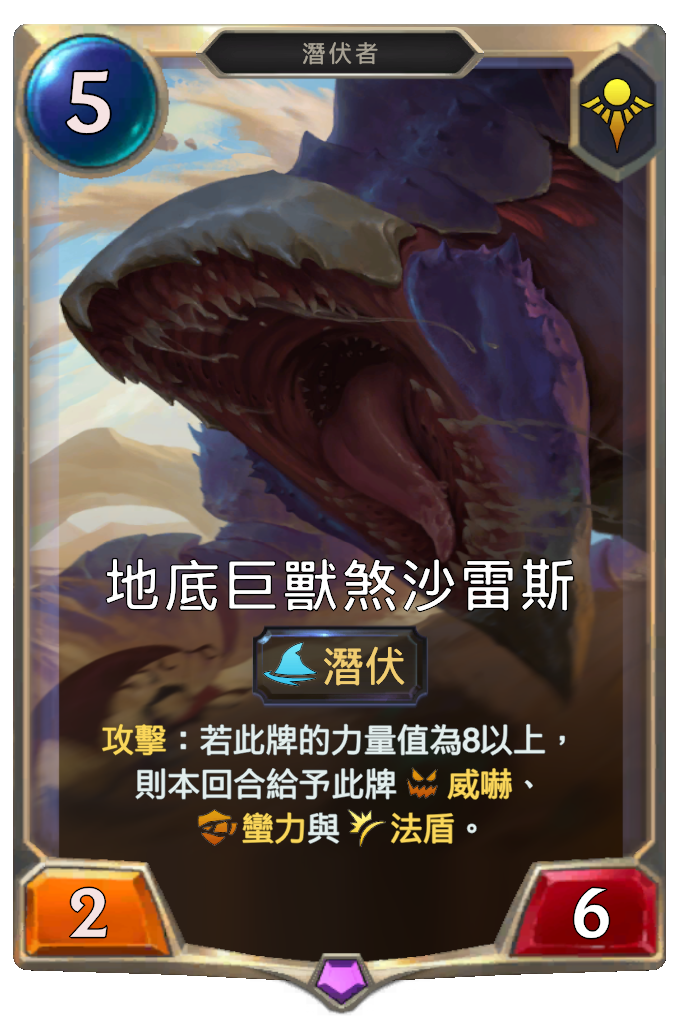 潛伏者
5
地底巨獸煞沙雷斯
潛伏
攻擊：若此牌的力量值為8以上，
則本回合給予此牌 威嚇、
蠻力與 法盾。
2
6